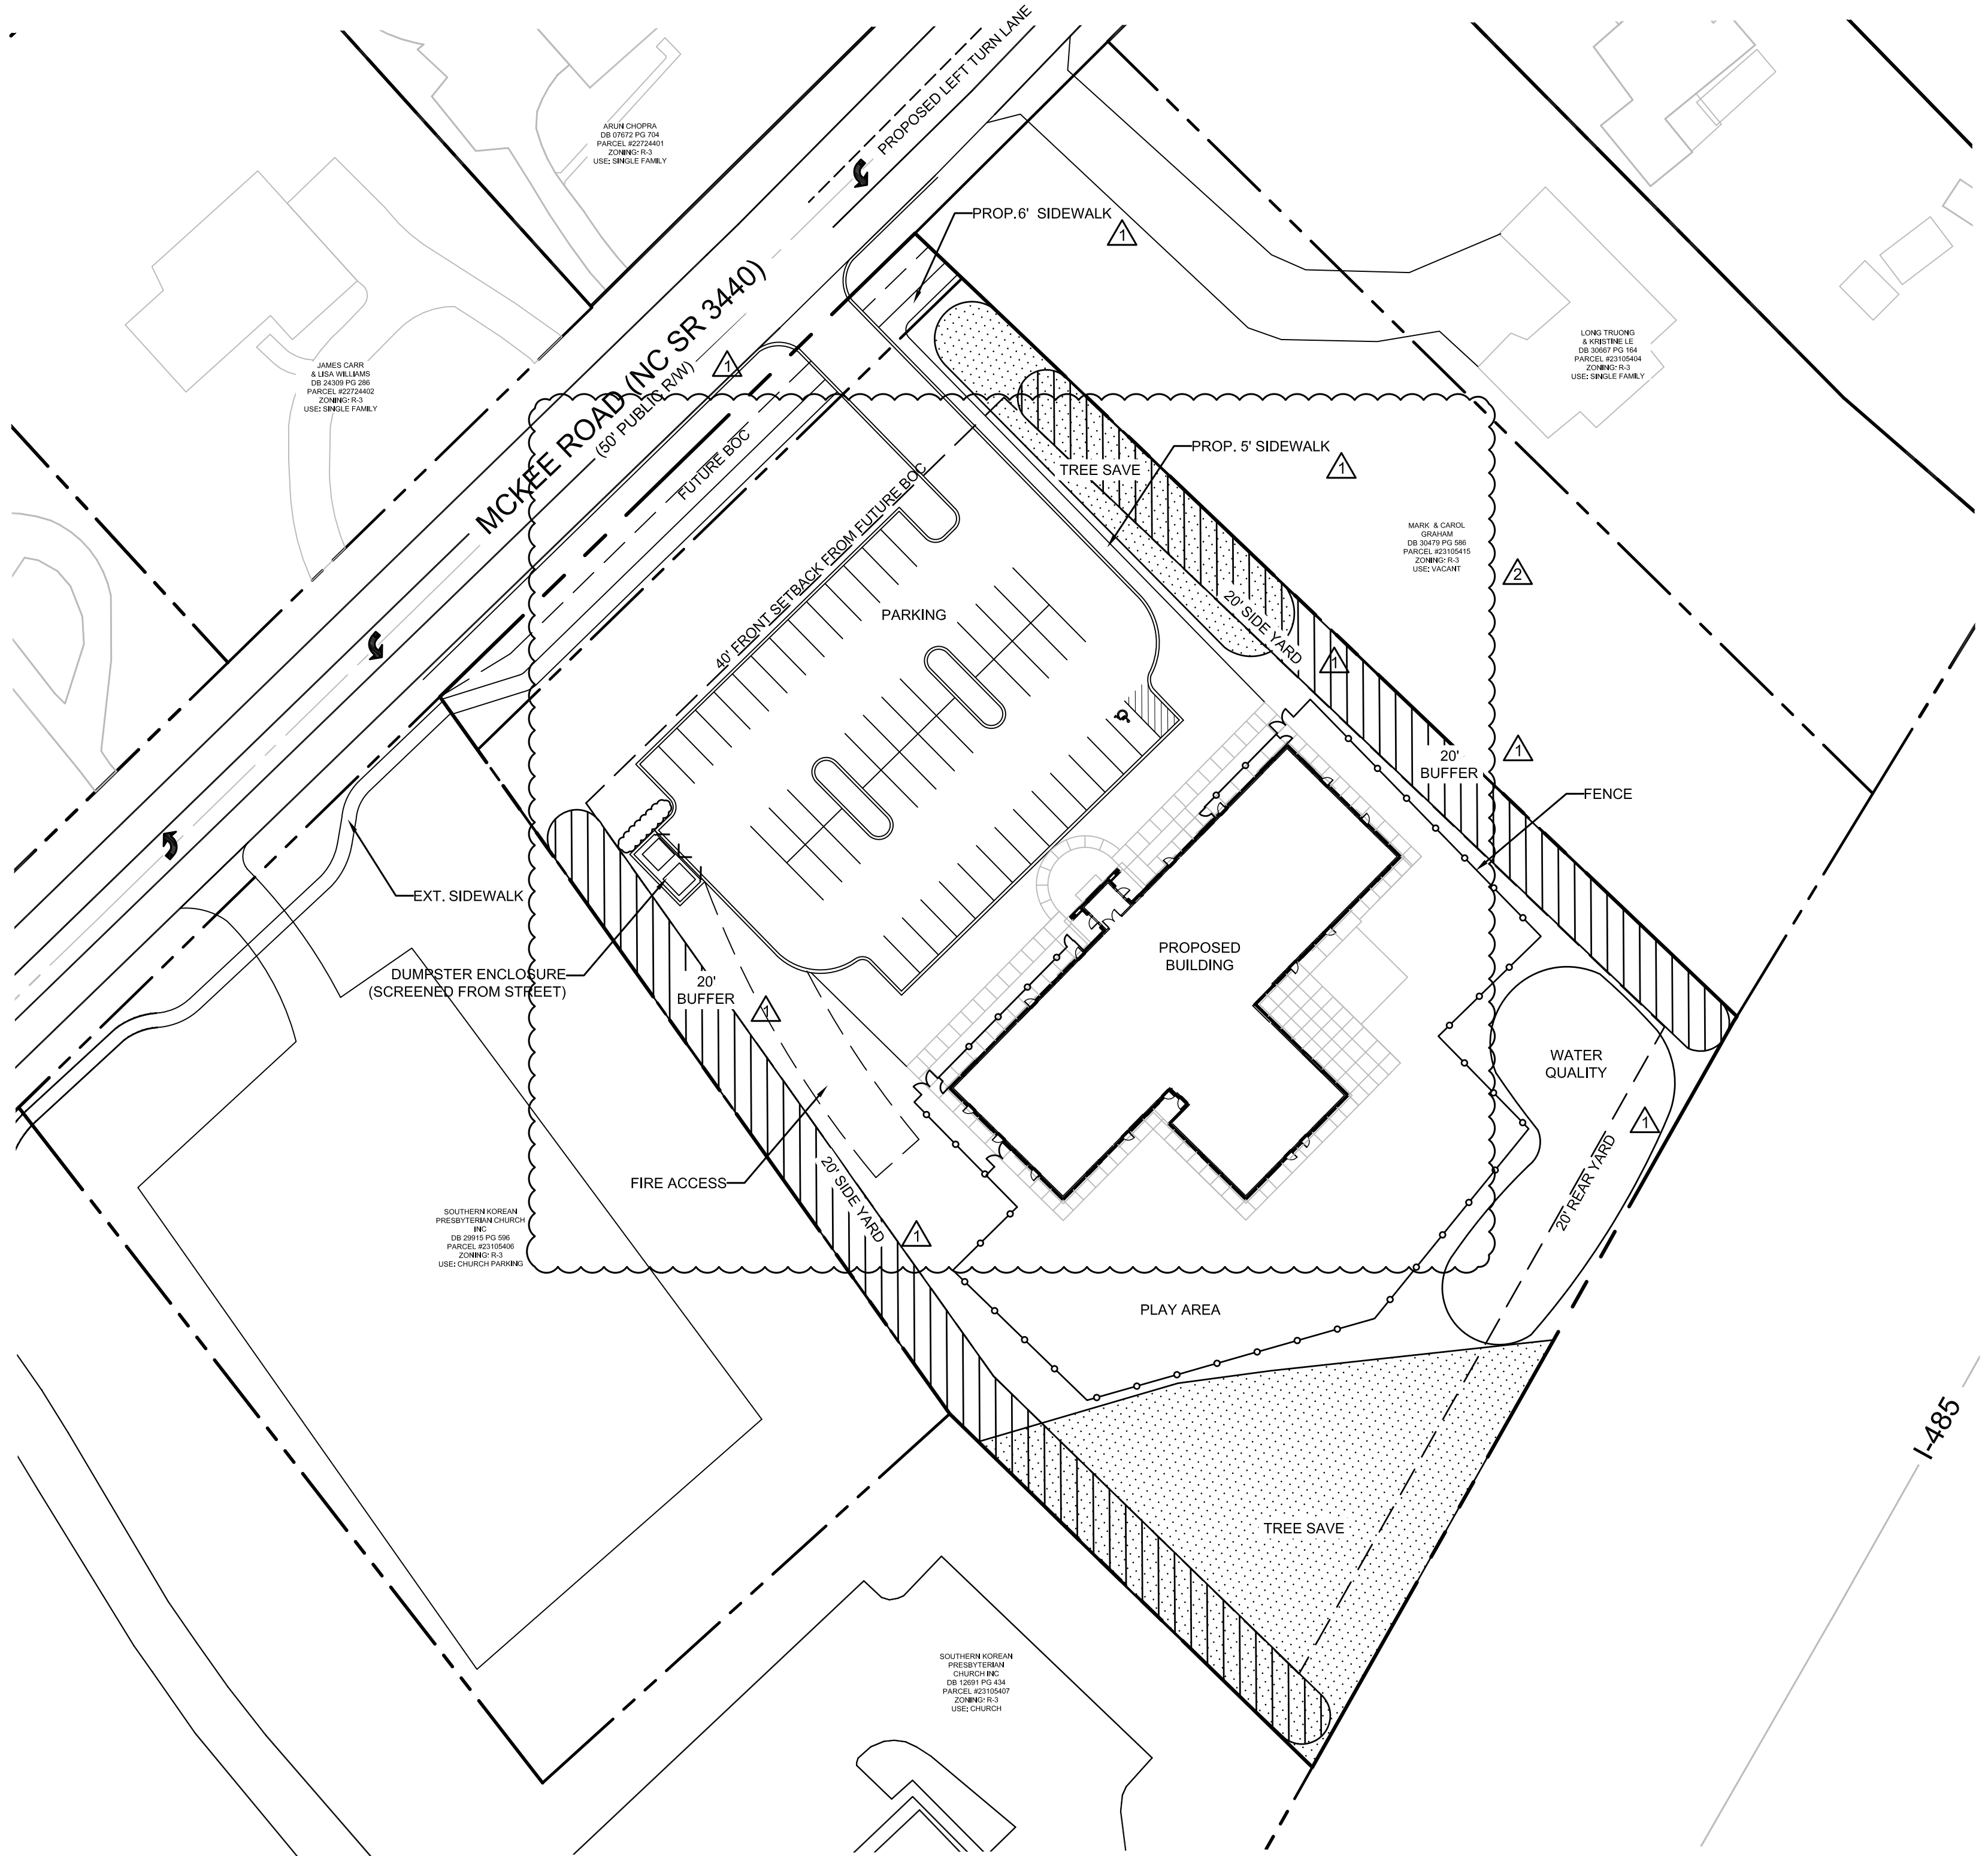 PROPOSED LEFT TURN LANE
ARUN CHOPRA
DB 07672 PG 704
PARCEL #22724401
ZONING: R-3
USE: SINGLE FAMILY
PROP.6' SIDEWALK
1
MCKEE ROAD (NC SR 3440)
(50' PUBLIC R/W)
1
JAMES CARR
& LISA WILLIAMS
DB 24309 PG 286
PARCEL #22724402
ZONING: R-3
USE: SINGLE FAMILY
LONG TRUONG
& KRISTINE LE
DB 30667 PG 164
PARCEL #23105404
ZONING: R-3
USE: SINGLE FAMILY
FUTURE BOC
PROP. 5' SIDEWALK
1
TREE SAVE
40' FRONT SETBACK FROM FUTURE BOC
MARK & CAROL
GRAHAM
DB 30479 PG 586
PARCEL #23105415
ZONING: R-3
USE: VACANT
2
PARKING
20' SIDE YARD
1
20'
BUFFER
1
FENCE
EXT. SIDEWALK
DUMPSTER ENCLOSURE
(SCREENED FROM STREET)
20'
BUFFER
1
PROPOSED
BUILDING
WATER
QUALITY
1
20' REAR YARD
FIRE ACCESS
20' SIDE YARD
1
SOUTHERN KOREAN
PRESBYTERIAN CHURCH
INC
DB 29915 PG 596
PARCEL #23105406
ZONING: R-3
USE: CHURCH PARKING
PLAY AREA
I-485
TREE SAVE
SOUTHERN KOREAN
PRESBYTERIAN
CHURCH INC
DB 12691 PG 434
PARCEL #23105407
ZONING: R-3
USE: CHURCH